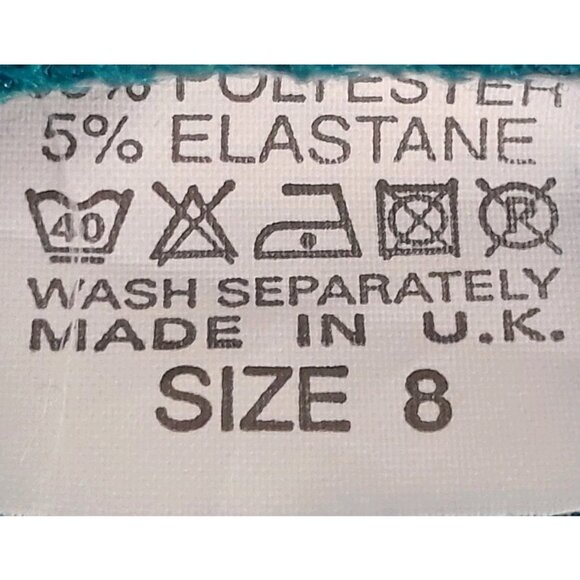 % POLYESTER
5% ELASTANE
40 P
WASH SEPARATELY
MADE IN U.K.
SIZE 8